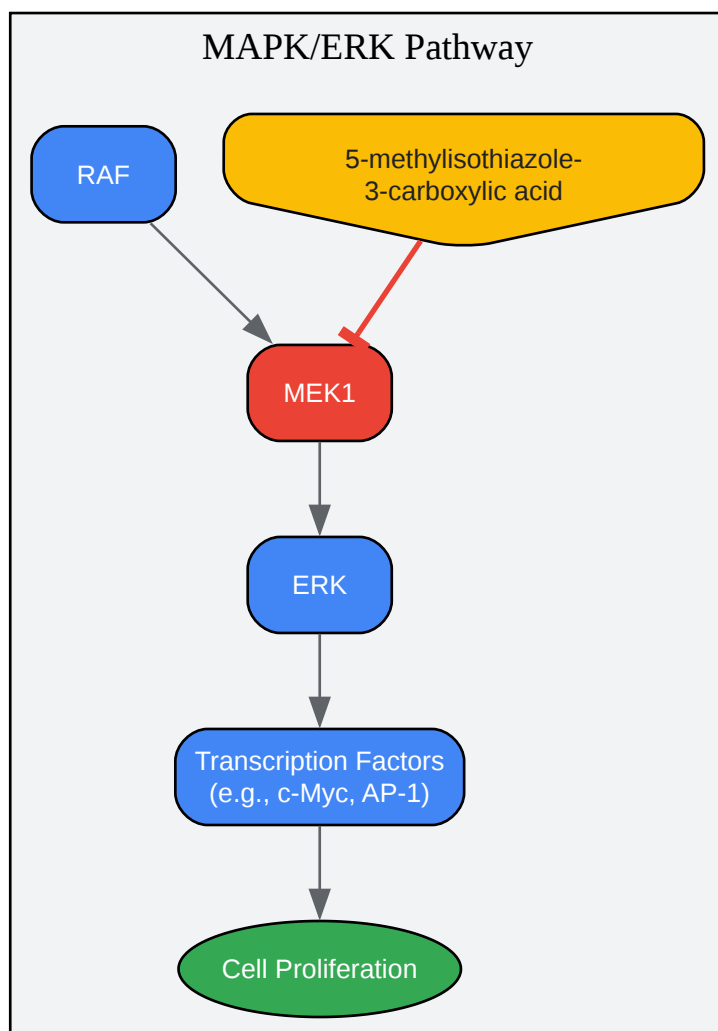 MAPK/ERK Pathway
RAF
5-methylisothiazole-
3-carboxylic acid
MEK1
ERK
Transcription Factors
(e.g., c-Myc, AP-1)
Cell Proliferation